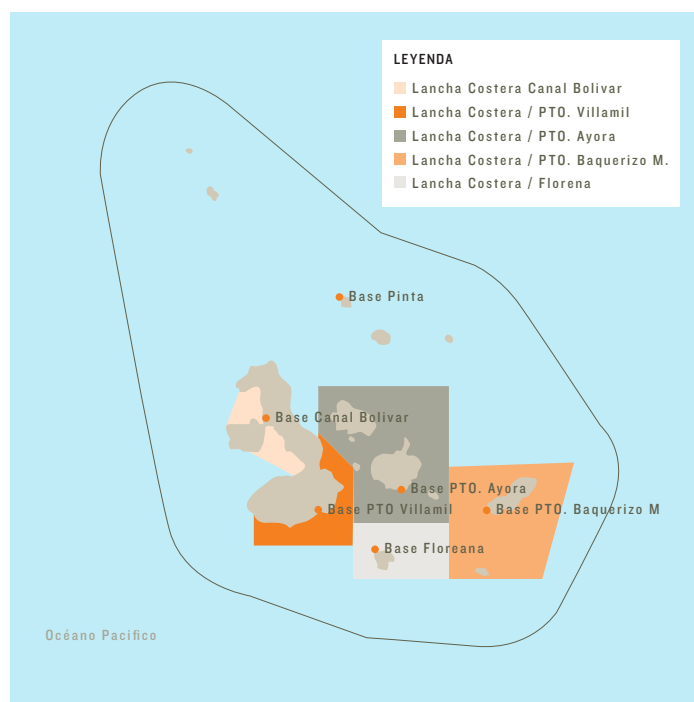 LEYENDA
Lancha Costera Canal Bolivar
Lancha Costera / PTO. Villamil
Lancha Costera / PTO. Ayora
Lancha Costera / PTO. Baquerizo M.
Lancha Costera / Florena
Base Pinta
Base Canal Bolivar
Base PTO. Ayora
Base PTO Villamil
Base PTO. Baquerizo M
Base Floreana
Océano Pacifico